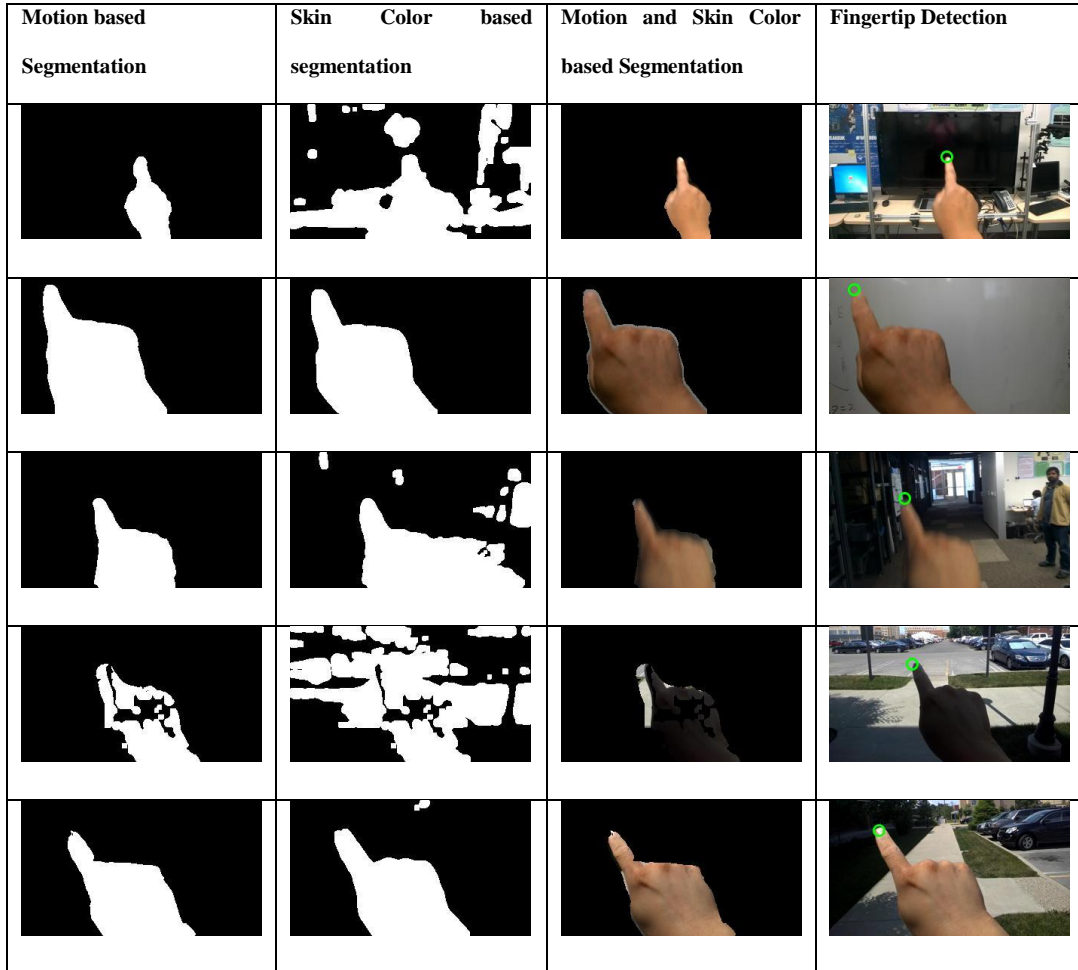 Motion based
Segmentation
Skin Color based
segmentation
Motion and Skin Color
based Segmentation
Fingertip Detection